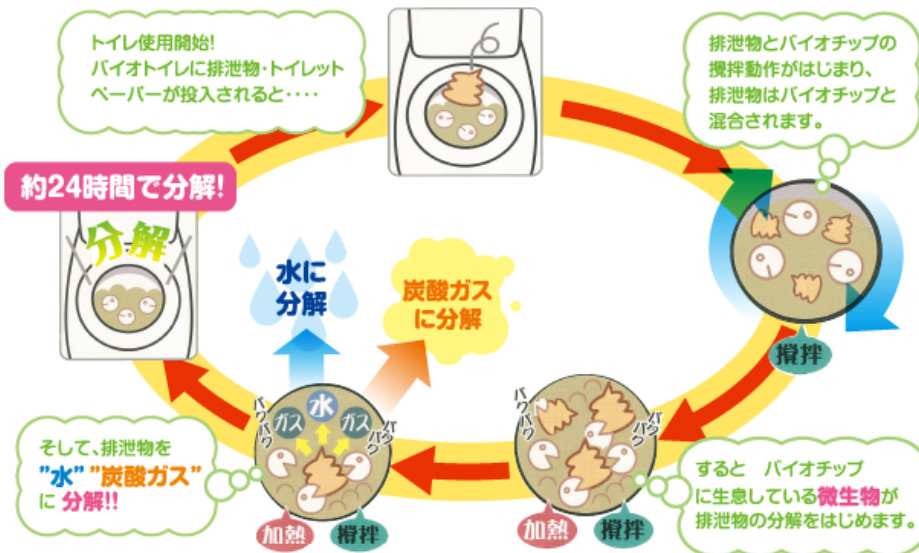 トイレ使用開始!
バイオトイレに排泄物・トイレット
ペーパーが投入されると‥‥
排泄物とバイオチップの
攪拌動作がはじまり、
排泄物はバイオチップと
混合されます。
攪拌
すると　バイオチップ
に生息している微生物が
排泄物の分解をはじめます。
パクパク
パクパク
加熱
攪拌
水に
分解
炭酸ガス
に分解
水
ガス
ガス
パクパク
パクパク
加熱
攪拌
そして、排泄物を
”水” ”炭酸ガス”
に 分解!!
約24時間で分解!
分解